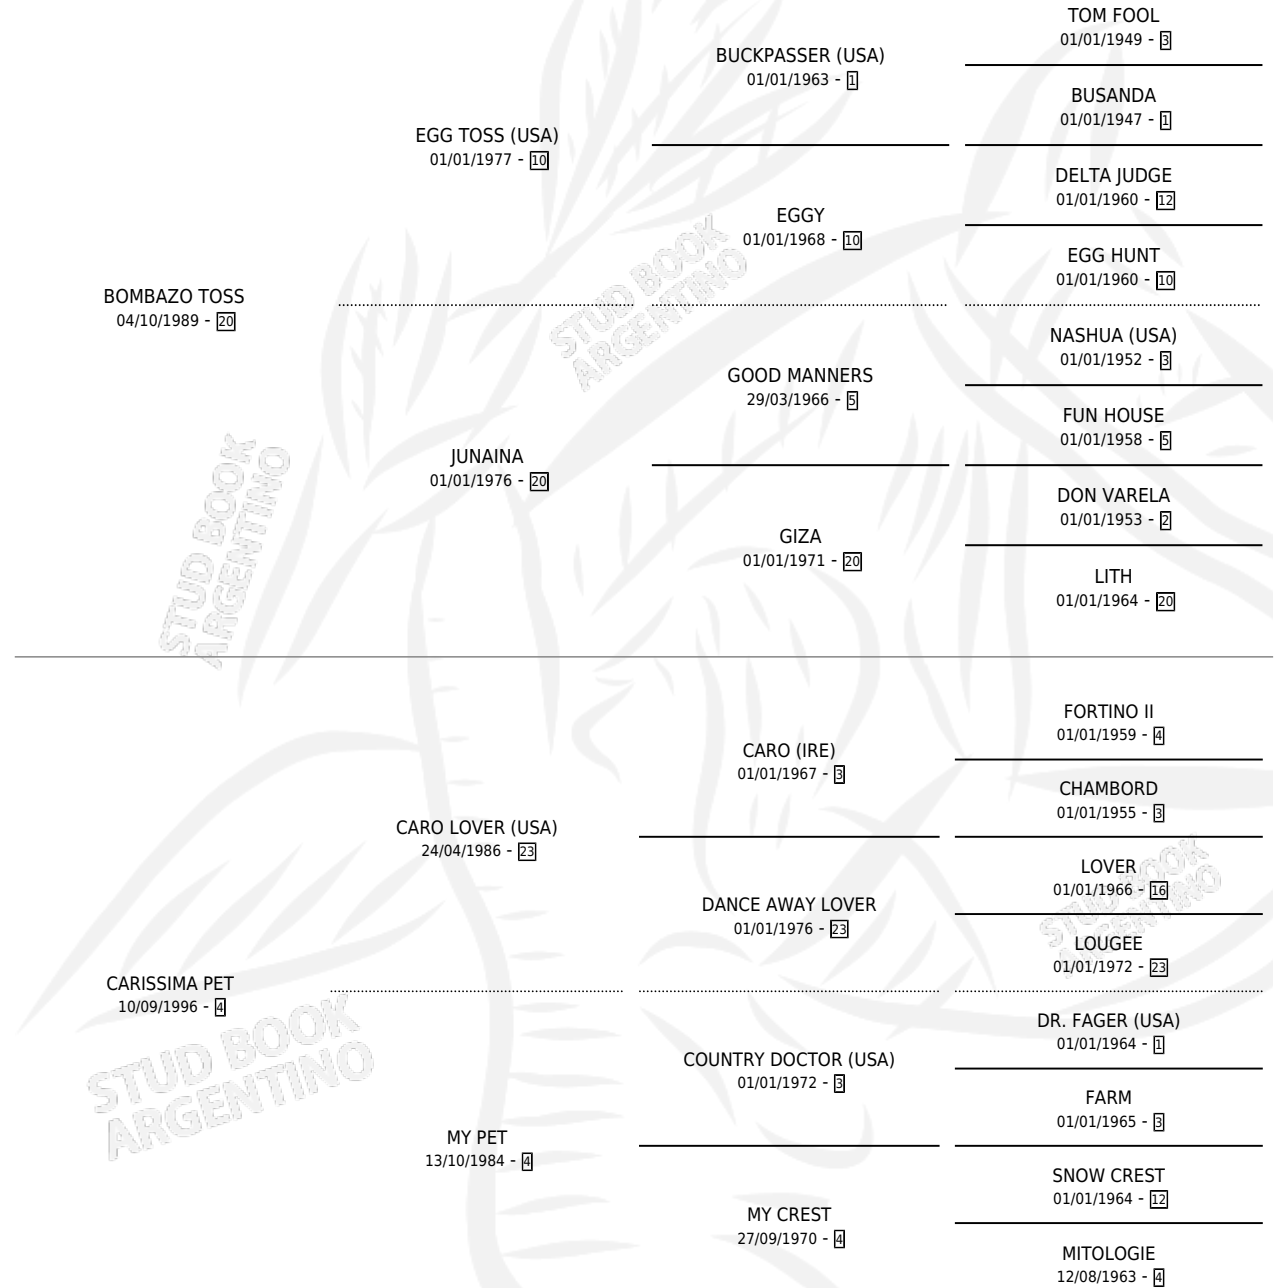 TOM FOOL
01/01/1949 - 3
BUCKPASSER (USA)
01/01/1963 - 1
BUSANDA
01/01/1947 - 1
EGG TOSS (USA)
01/01/1977 - 10
DELTA JUDGE
01/01/1960 - 12
EGGY
01/01/1968 - 10
EGG HUNT
01/01/1960 - 10
BOMBAZO TOSS
04/10/1989 - 20
NASHUA (USA)
01/01/1952 - 3
GOOD MANNERS
29/03/1966 - 5
FUN HOUSE
01/01/1958 - 5
JUNAINA
01/01/1976 - 20
DON VARELA
01/01/1953 - 2
GIZA
01/01/1971 - 20
LITH
01/01/1964 - 20
FORTINO II
01/01/1959 - 4
CARO (IRE)
01/01/1967 - 3
CHAMBORD
01/01/1955 - 3
CARO LOVER (USA)
24/04/1986 - 23
LOVER
01/01/1966 - 16
DANCE AWAY LOVER
01/01/1976 - 23
LOUGEE
01/01/1972 - 23
CARISSIMA PET
10/09/1996 - 4
DR. FAGER (USA)
01/01/1964 - 1
COUNTRY DOCTOR (USA)
01/01/1972 - 3
FARM
01/01/1965 - 3
MY PET
13/10/1984 - 4
SNOW CREST
01/01/1964 - 12
MY CREST
27/09/1970 - 4
MITOLOGIE
12/08/1963 - 4
STUD BOOK
ARGENTINO
STUD BOOK
ARGENTINO
STUD BOOK
ARGENTINO
STUD BOOK
ARGENTINO